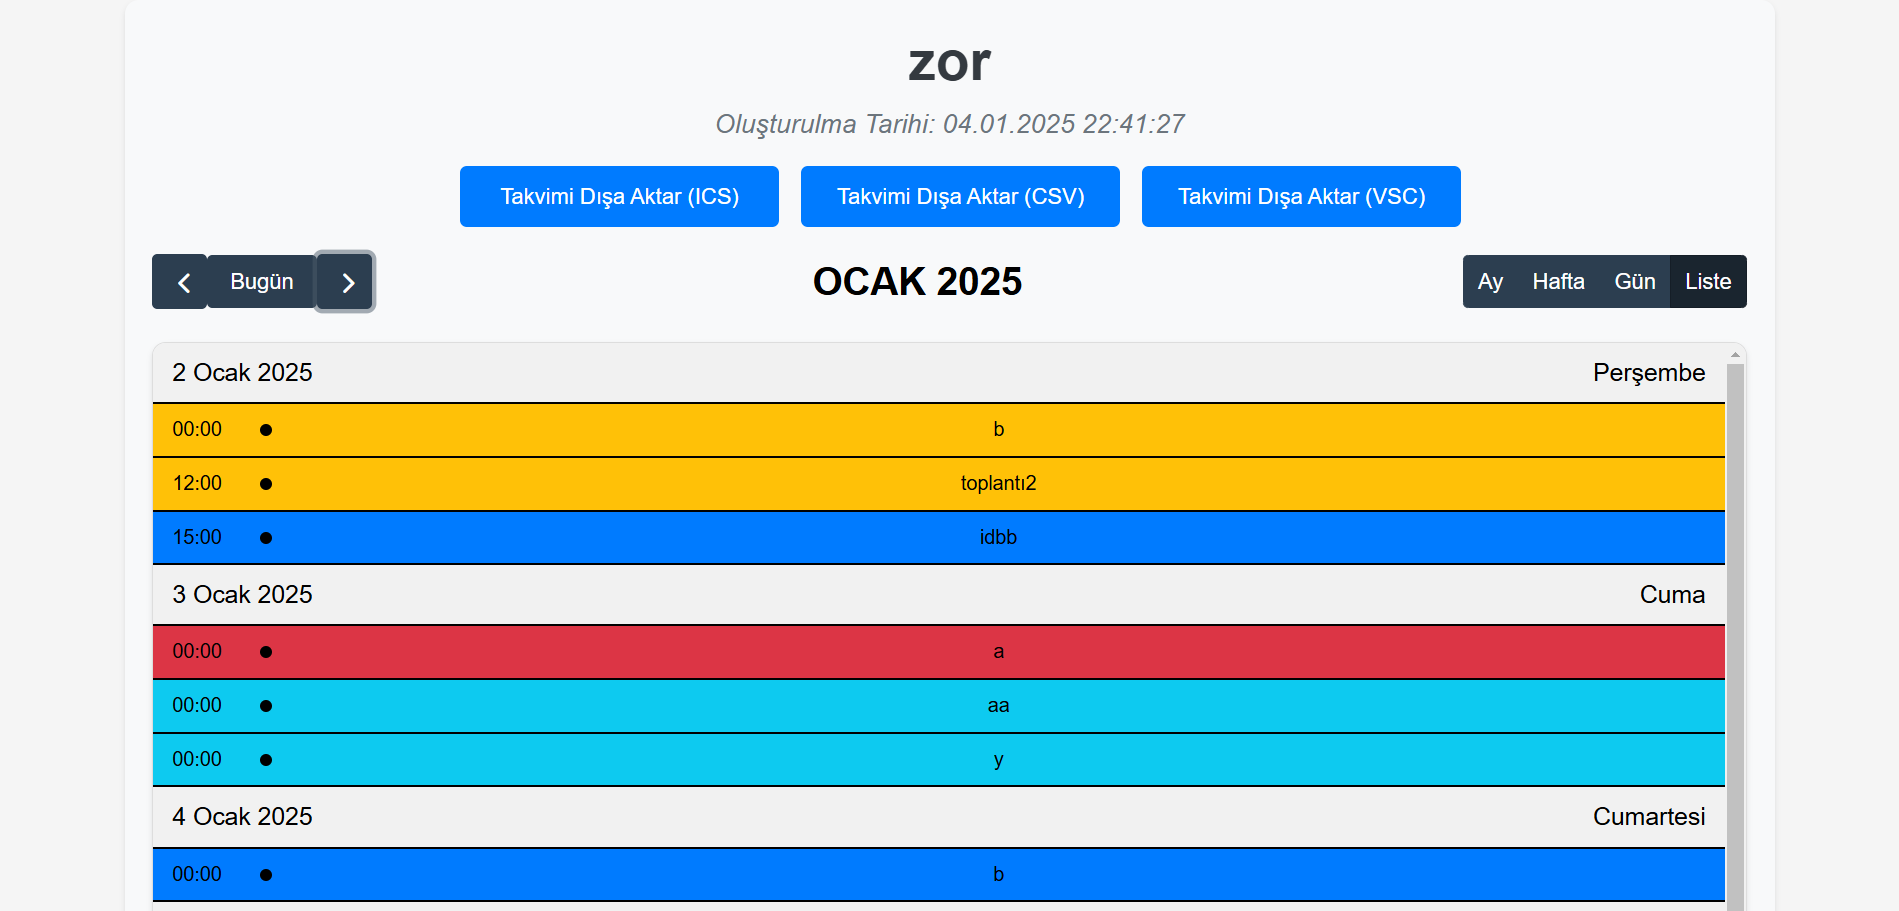 zor
Oluşturulma Tarihi: 04.01.2025 22:41:27
Takvimi Dışa Aktar (ICS) Takvimi Dışa Aktar (CSV) Takvimi Dışa Aktar (VSC)
Bugün OCAK 2025 Ay Hafta Gün Liste
2 Ocak 2025 Perşembe
00:00 b
12:00 toplantı2
15:00 idbb
3 Ocak 2025 Cuma
00:00 a
00:00 aa
00:00 y
4 Ocak 2025 Cumartesi
00:00 b